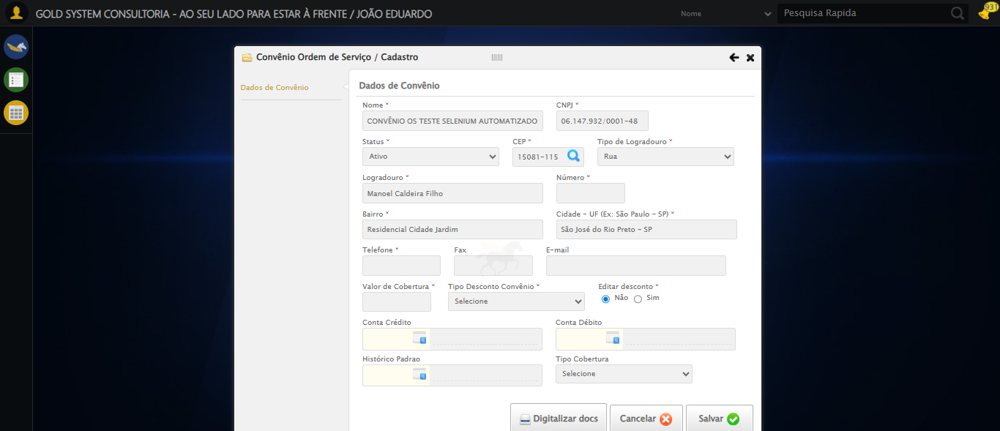 GOLD SYSTEM CONSULTORIA - AO SEU LADO PARA ESTAR À FRENTE / JOÃO EDUARDO
Nome
Pesquisa Rapida
931
Convênio Ordem de Serviço / Cadastro
Dados de Convênio
Dados de Convênio
Nome * CNPJ *
CONVÊNIO OS TESTE SELENIUM AUTOMATIZADO 06.147.932/0001-48
Status * CEP * Tipo de Logradouro *
Ativo 15081-115 Rua
Logradouro * Número *
Manoel Caldeira Filho
Bairro * Cidade - UF (Ex: São Paulo - SP) *
Residencial Cidade Jardim São José do Rio Preto - SP
Telefone * Fax E-mail
Valor de Cobertura * Tipo Desconto Convênio * Editar desconto *
Selecione Não Sim
Conta Crédito Conta Débito
Histórico Padrao Tipo Cobertura
Selecione
Digitalizar docs Cancelar Salvar